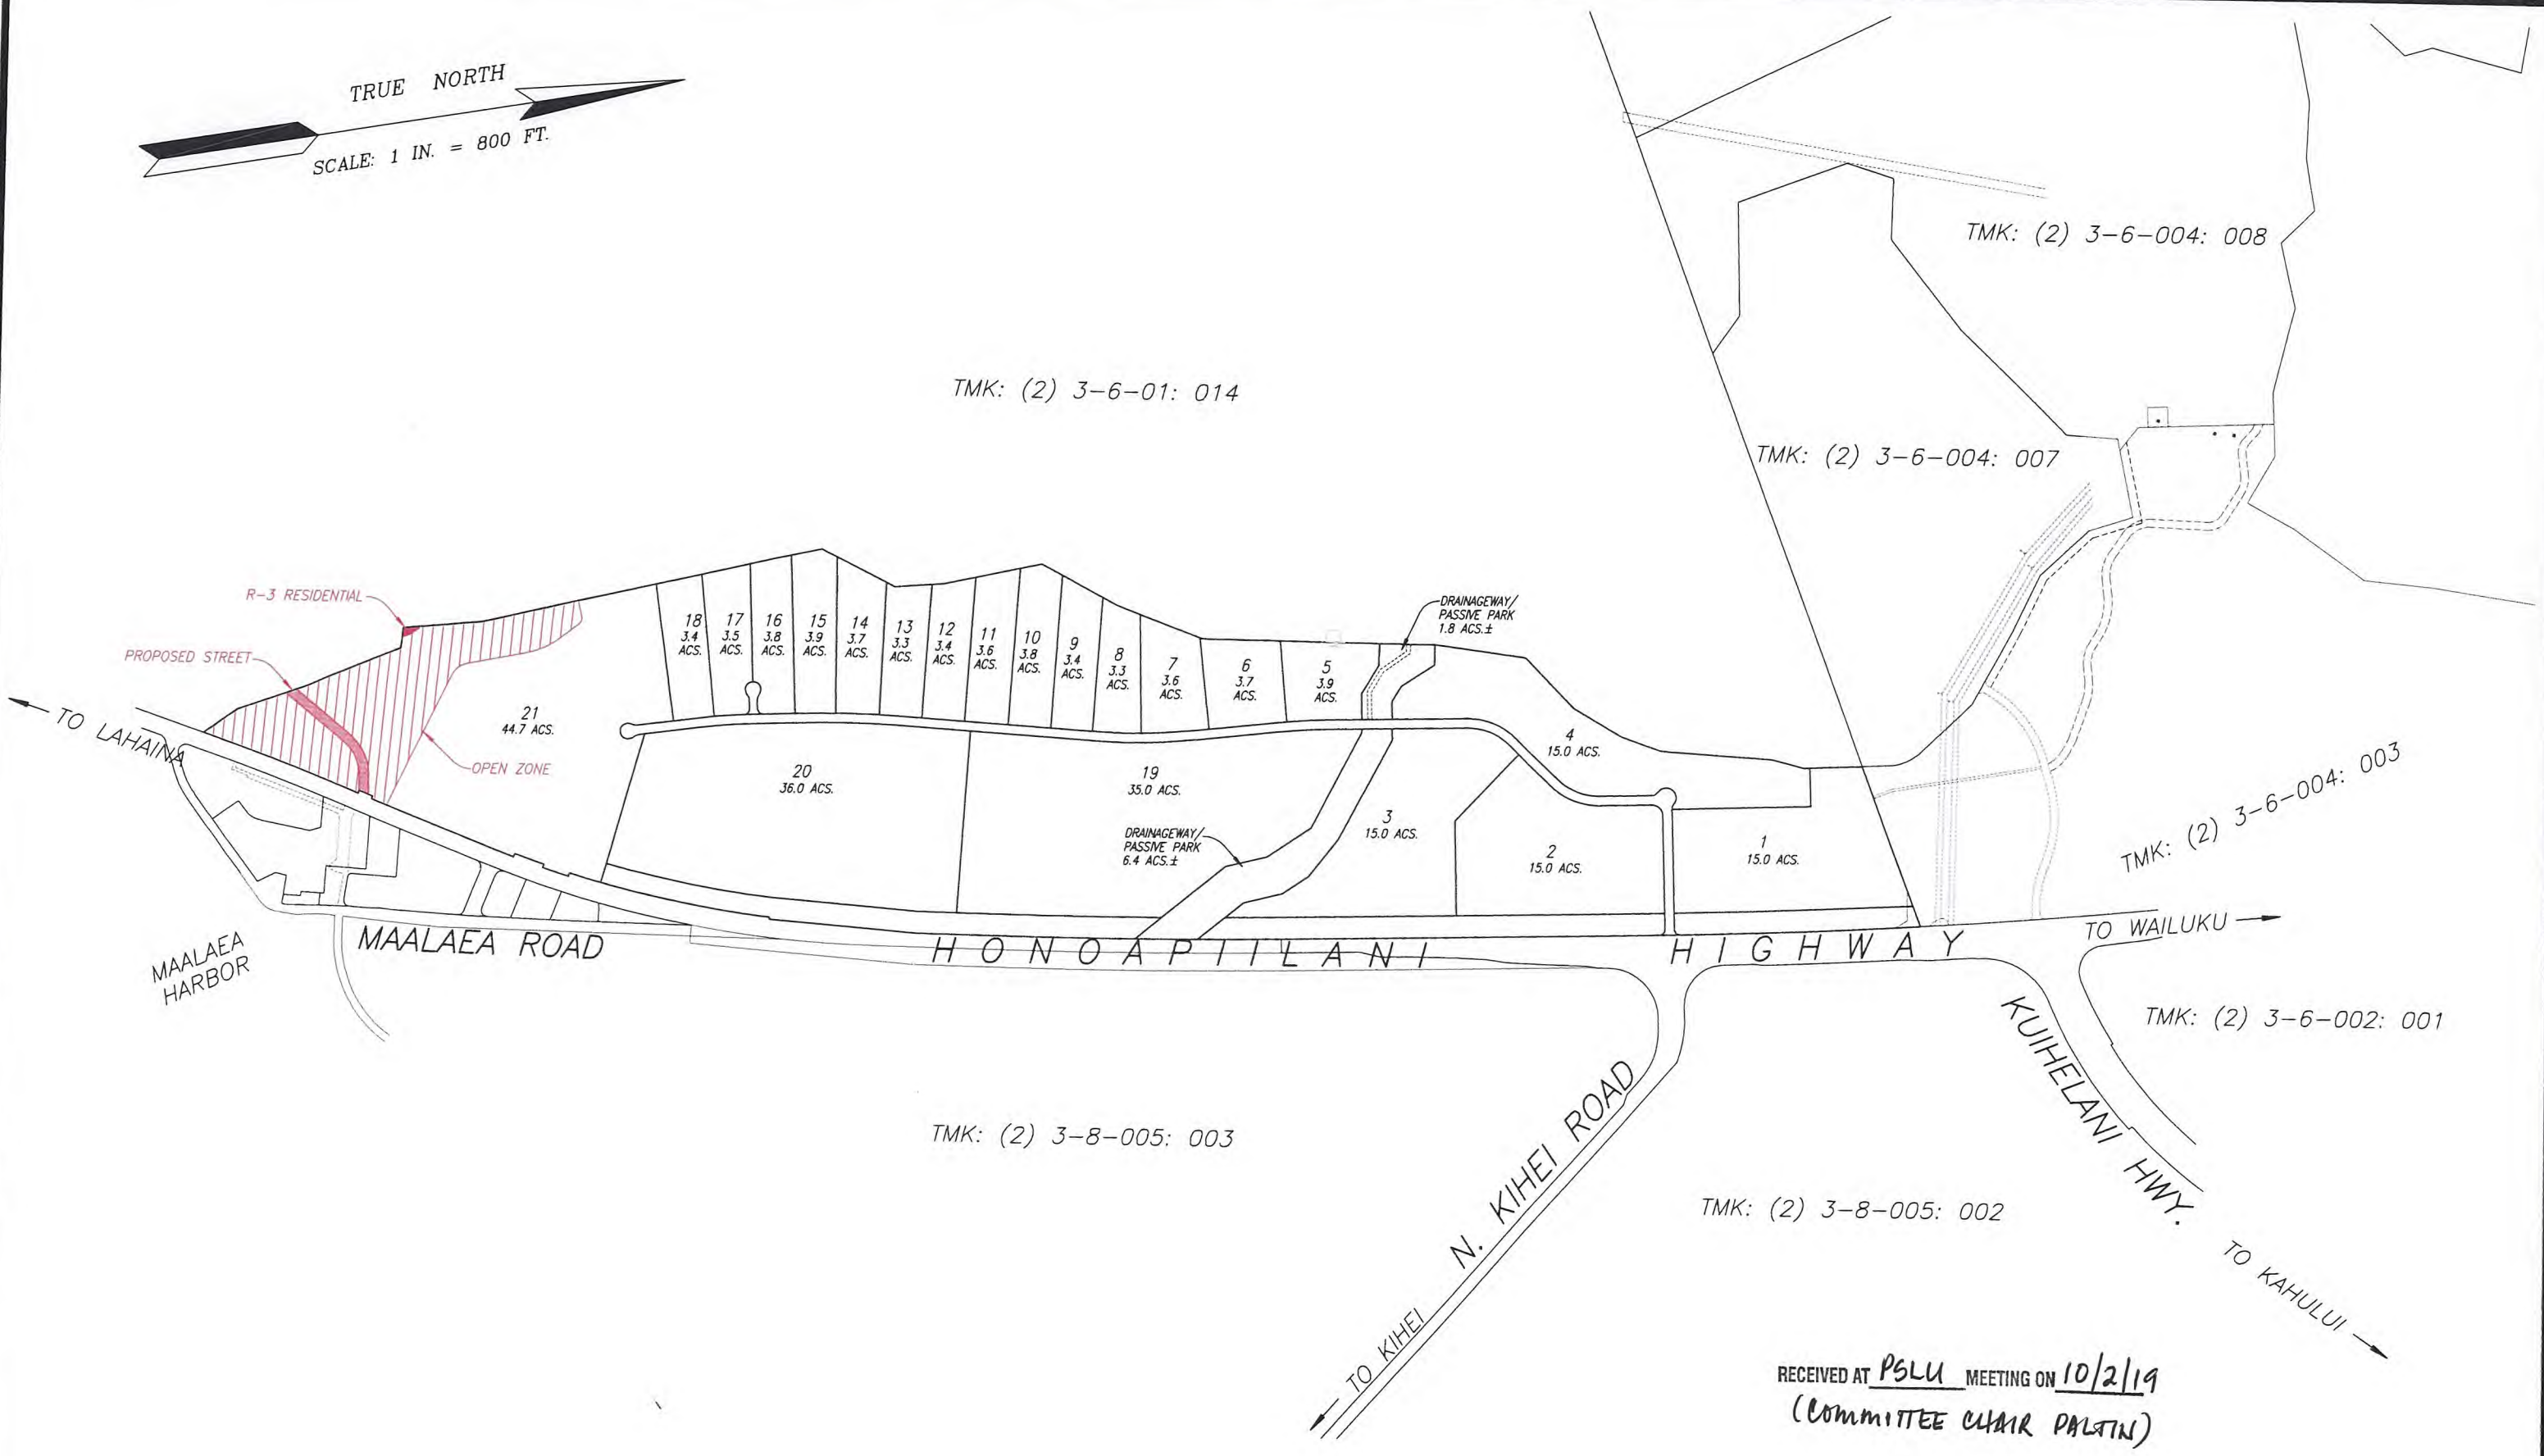 TRUE NORTH
SCALE: 1 IN. = 800 FT.
TMK: (2) 3-6-004: 008
TMK: (2) 3-6-01: 014
TMK: (2) 3-6-004: 007
R-3 RESIDENTIAL
PROPOSED STREET
TO LAHAINA
OPEN ZONE
21
44.7 ACS.
18
3.4
ACS.
17
3.5
ACS.
16
3.8
ACS.
15
3.9
ACS.
14
3.7
ACS.
13
3.3
ACS.
12
3.4
ACS.
11
3.6
ACS.
10
3.8
ACS.
9
3.4
ACS.
8
3.3
ACS.
7
3.6
ACS.
6
3.7
ACS.
5
3.9
ACS.
DRAINAGEWAY/
PASSIVE PARK
1.8 ACS.±
4
15.0 ACS.
20
36.0 ACS.
19
35.0 ACS.
DRAINAGEWAY/
PASSIVE PARK
6.4 ACS.±
3
15.0 ACS.
2
15.0 ACS.
1
15.0 ACS.
TMK: (2) 3-6-004: 003
TO WAILUKU
MAALAEA
HARBOR
MAALAEA ROAD
HONOAPIILANI HIGHWAY
TMK: (2) 3-6-002: 001
KUIHELANI HWY.
TO KAHULUI
TMK: (2) 3-8-005: 003
N. KIHEI ROAD
TO KIHEI
TMK: (2) 3-8-005: 002
RECEIVED AT PSLU MEETING ON 10/2/19
(COMMITTEE CHAIR PALTIN)